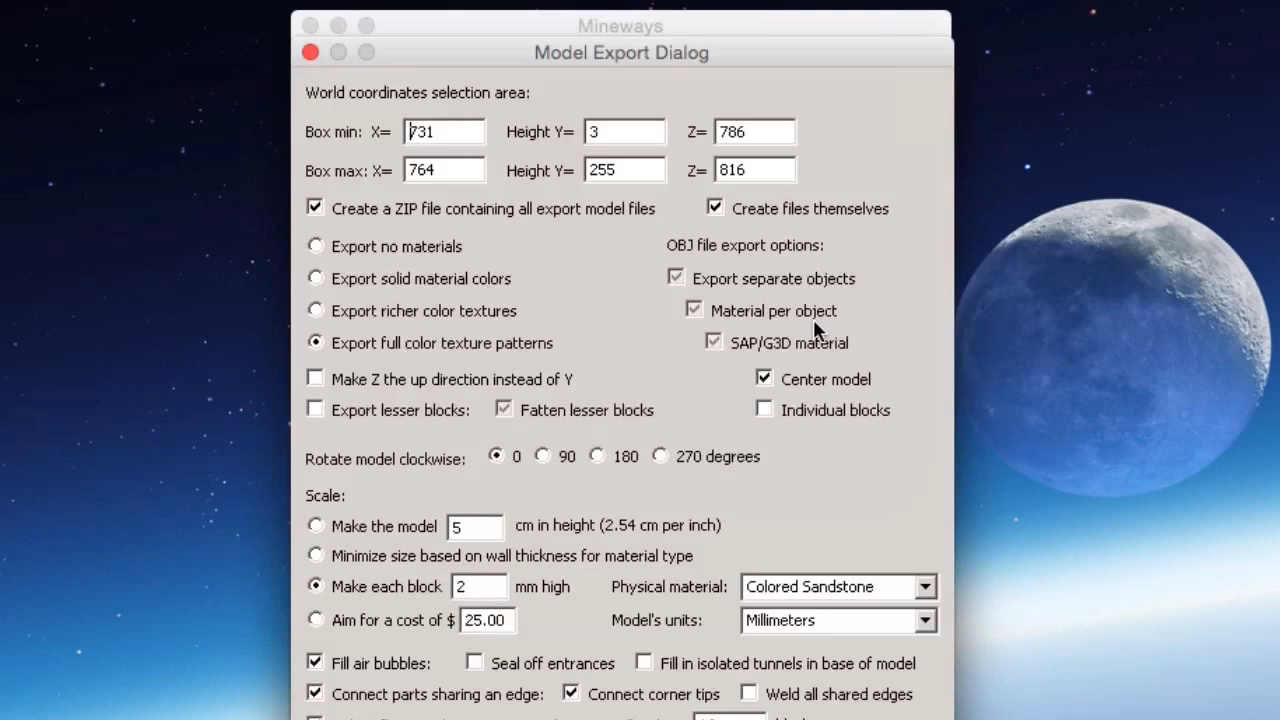 Mineways
Model Export Dialog
World coordinates selection area:
Box min: X= 731 Height Y= 3 Z= 786
Box max: X= 764 Height Y= 255 Z= 816
Create a ZIP file containing all export model files Create files themselves
Export no materials OBJ file export options:
Export solid material colors Export separate objects
Export richer color textures Material per object
Export full color texture patterns SAP/G3D material
Make Z the up direction instead of Y Center model
Export lesser blocks: Fatten lesser blocks Individual blocks
Rotate model clockwise: 0 90 180 270 degrees
Scale:
Make the model 5 cm in height (2.54 cm per inch)
Minimize size based on wall thickness for material type
Make each block 2 mm high Physical material: Colored Sandstone
Aim for a cost of $ 25.00 Model's units: Millimeters
Fill air bubbles: Seal off entrances Fill in isolated tunnels in base of model
Connect parts sharing an edge: Connect corner tips Weld all shared edges